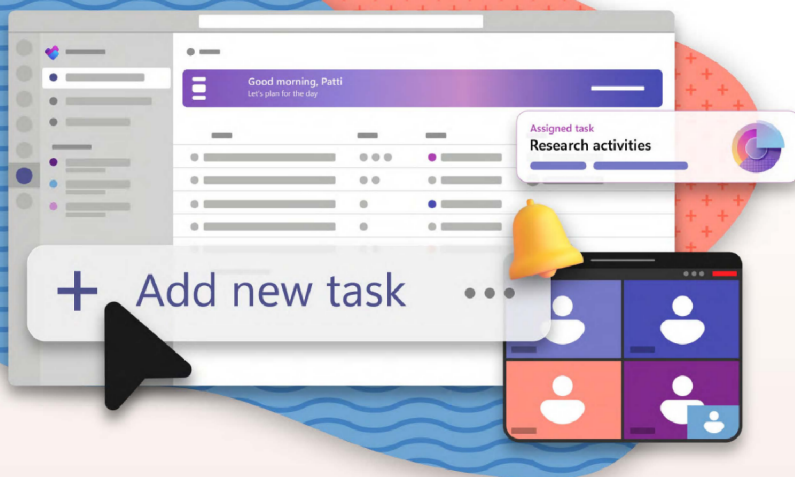 Good morning, Patti
Let's plan for the day
Assigned task
Research activities
+ Add new task ...